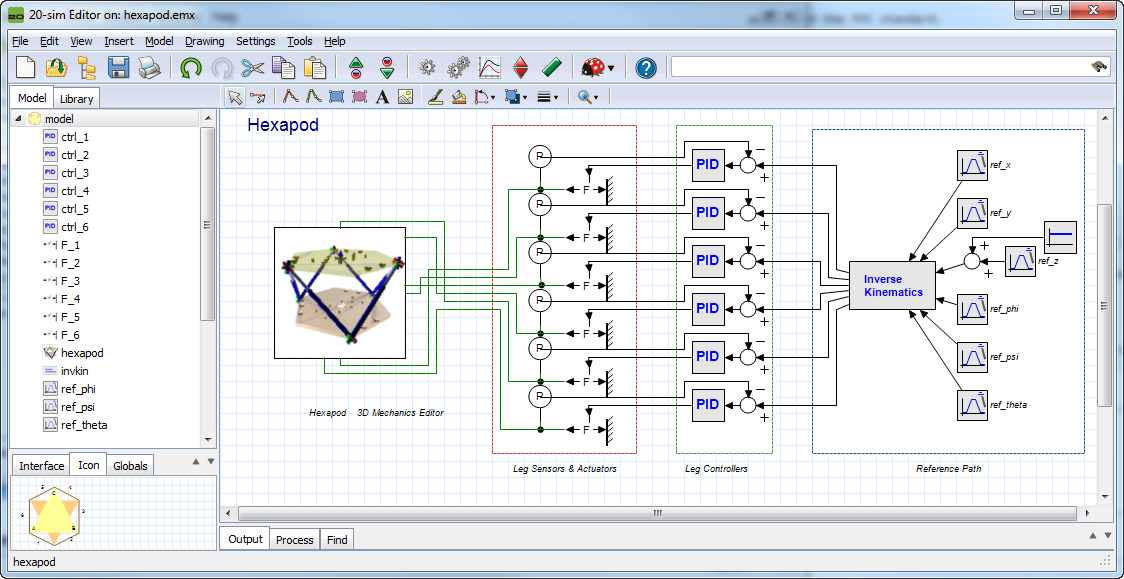 20-sim Editor on: hexapod.emx
File Edit View Insert Model Drawing Settings Tools Help
Model Library
model
ctrl_1
ctrl_2
ctrl_3
ctrl_4
ctrl_5
ctrl_6
F_1
F_2
F_3
F_4
F_5
F_6
hexapod
invkin
ref_phi
ref_psi
ref_theta
Interface Icon Globals
Hexapod
P
F
PID
P
F
PID
P
F
PID
P
F
PID
P
F
PID
P
F
PID
Inverse
Kinematics
ref_x
ref_y
ref_z
ref_phi
ref_psi
ref_theta
Hexapod 3D Mechanics Editor
Leg Sensors & Actuators
Leg Controllers
Reference Path
Output Process Find
hexapod